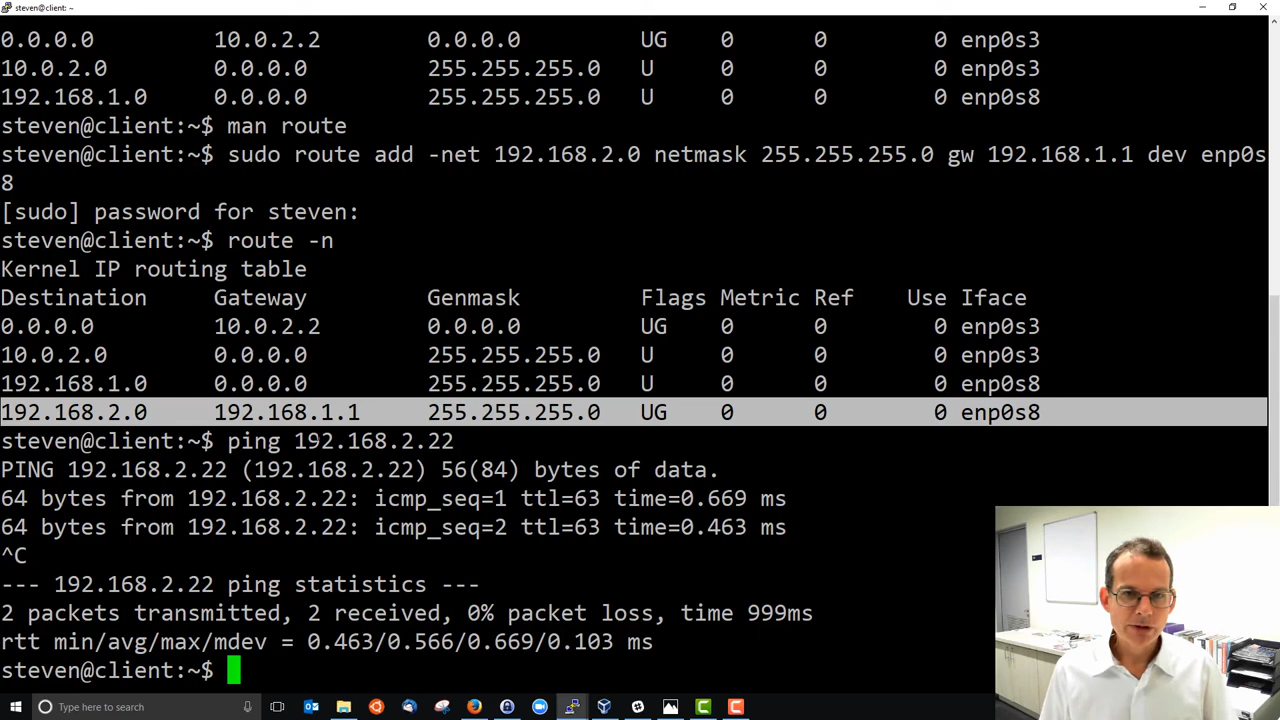 steven@client: ~
0.0.0.0 10.0.2.2 0.0.0.0 UG 0 0 0 enp0s3
10.0.2.0 0.0.0.0 255.255.255.0 U 0 0 0 enp0s3
192.168.1.0 0.0.0.0 255.255.255.0 U 0 0 0 enp0s8
steven@client:~$ man route
steven@client:~$ sudo route add -net 192.168.2.0 netmask 255.255.255.0 gw 192.168.1.1 dev enp0s
8
[sudo] password for steven:
steven@client:~$ route -n
Kernel IP routing table
Destination Gateway Genmask Flags Metric Ref Use Iface
0.0.0.0 10.0.2.2 0.0.0.0 UG 0 0 0 enp0s3
10.0.2.0 0.0.0.0 255.255.255.0 U 0 0 0 enp0s3
192.168.1.0 0.0.0.0 255.255.255.0 U 0 0 0 enp0s8
192.168.2.0 192.168.1.1 255.255.255.0 UG 0 0 0 enp0s8
steven@client:~$ ping 192.168.2.22
PING 192.168.2.22 (192.168.2.22) 56(84) bytes of data.
64 bytes from 192.168.2.22: icmp_seq=1 ttl=63 time=0.669 ms
64 bytes from 192.168.2.22: icmp_seq=2 ttl=63 time=0.463 ms
^C
--- 192.168.2.22 ping statistics ---
2 packets transmitted, 2 received, 0% packet loss, time 999ms
rtt min/avg/max/mdev = 0.463/0.566/0.669/0.103 ms
steven@client:~$
Type here to search